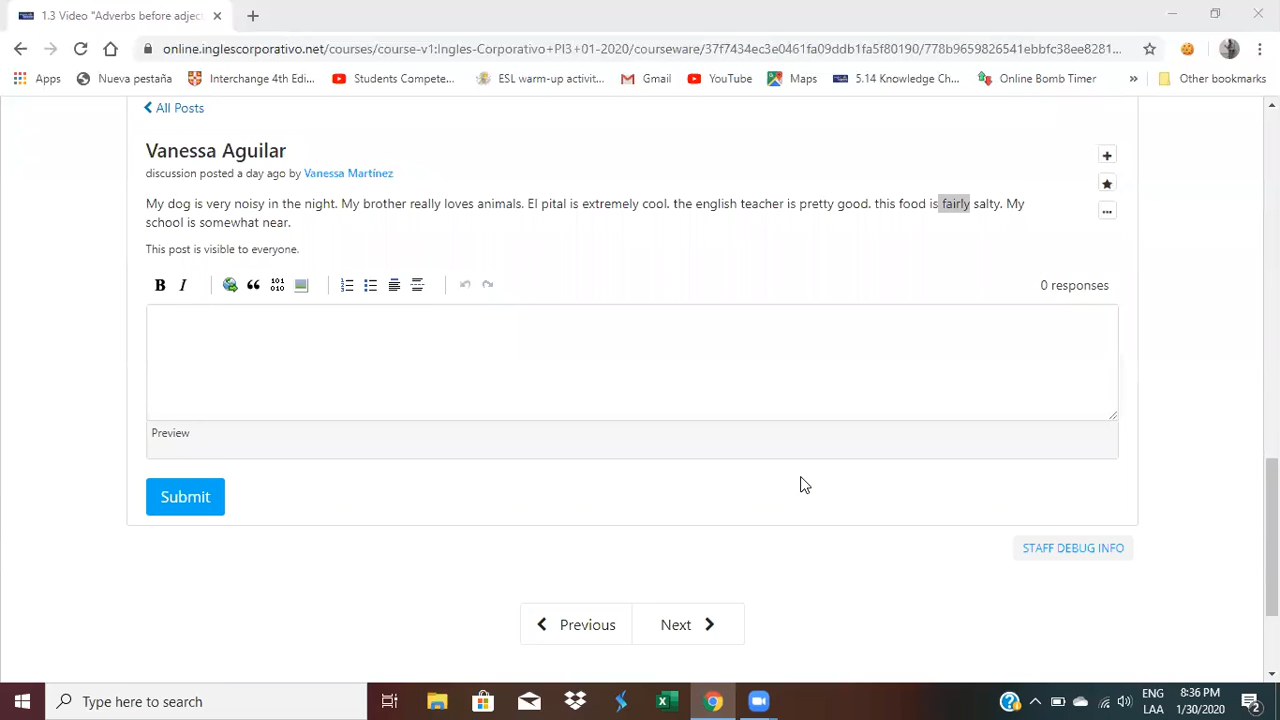 1.3 Video "Adverbs before adject
online.inglescorporativo.net/courses/course-v1:Ingles-Corporativo+PI3+01-2020/courseware/37f7434ec3e0461fa09ddb1fa5f80190/778b9659826541ebbfc38ee8281...
Apps Nueva pestaña Interchange 4th Edi... Students Compete... ESL warm-up activit... Gmail YouTube Maps 5.14 Knowledge Ch... Online Bomb Timer » Other bookmarks
All Posts
Vanessa Aguilar
discussion posted a day ago by Vanessa Martínez
My dog is very noisy in the night. My brother really loves animals. El pital is extremely cool. the english teacher is pretty good. this food is fairly salty. My
school is somewhat near.
This post is visible to everyone.
B I 101 010 0 responses
Preview
Submit
STAFF DEBUG INFO
Previous Next
Type here to search ENG 8:36 PM
LAA 1/30/2020 2